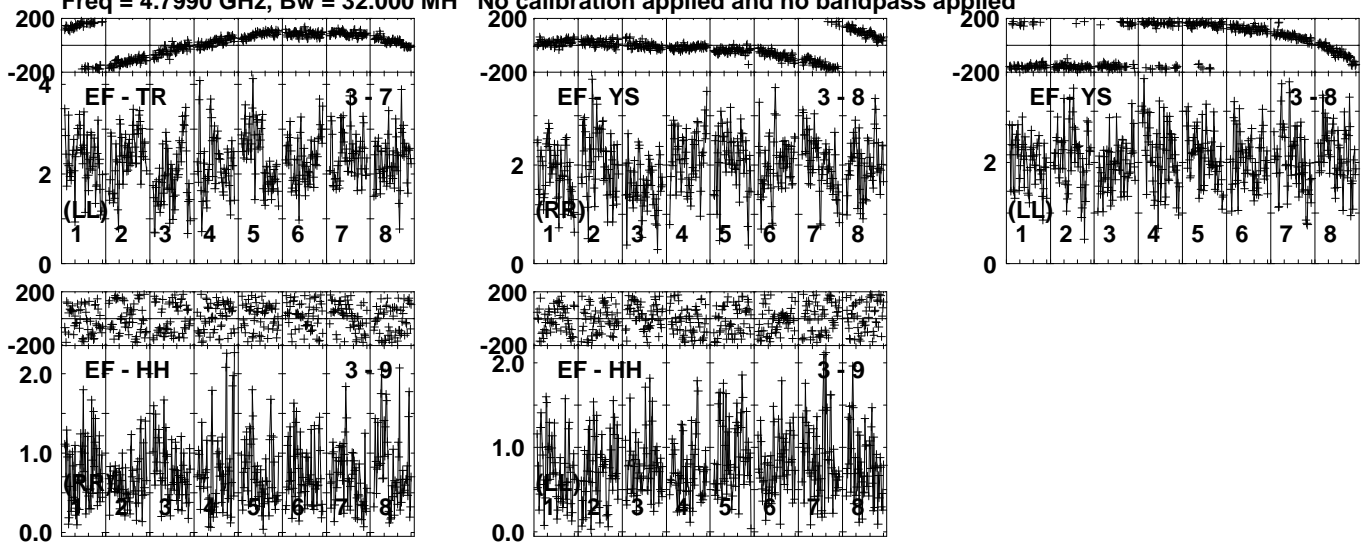 Freq = 4.7990 GHz, Bw = 32.000 MH No calibration applied and no bandpass applied
200 200 200
-200 -200 -200
4
EF - TR 3 - 7 EF - YS 3 - 8 EF - YS 3 - 8
2 2 2
(LL) (RR) (LL)
1 2 3 4 5 6 7 8 1 2 3 4 5 6 7 8 1 2 3 4 5 6 7 8
0 0 0
200 200
-200 -200
EF - HH 3 - 9 EF - HH 3 - 9
2.0 2.0
1.0 1.0
(RR) (LL)
1 2 3 4 5 6 7 8 1 2 3 4 5 6 7 8
0.0 0.0